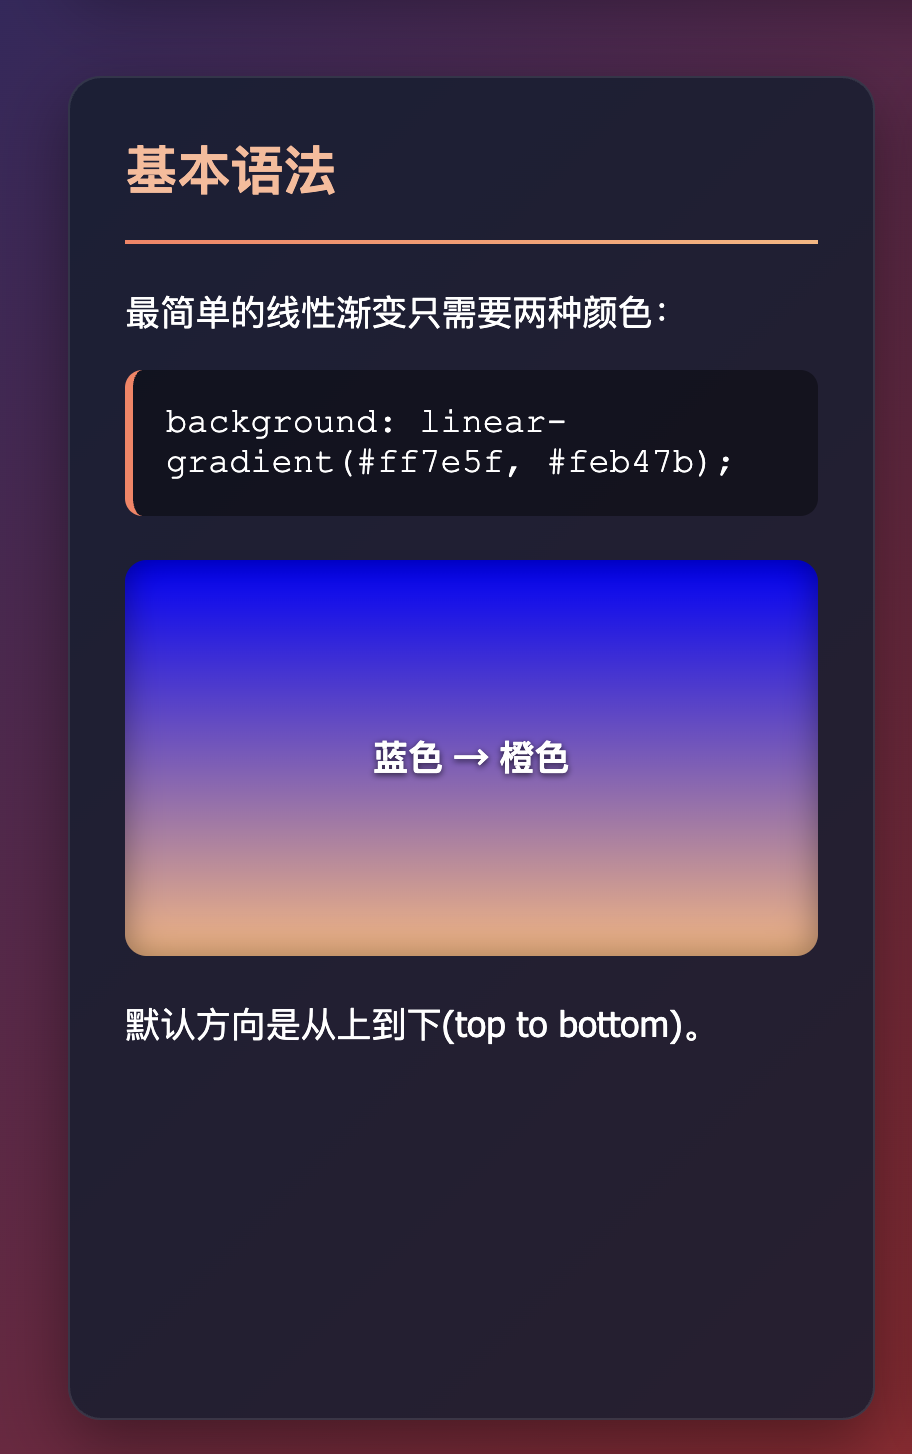 基本语法
最简单的线性渐变只需要两种颜色：
background: linear-
gradient(#ff7e5f, #feb47b);
蓝色 → 橙色
默认方向是从上到下(top to bottom)。